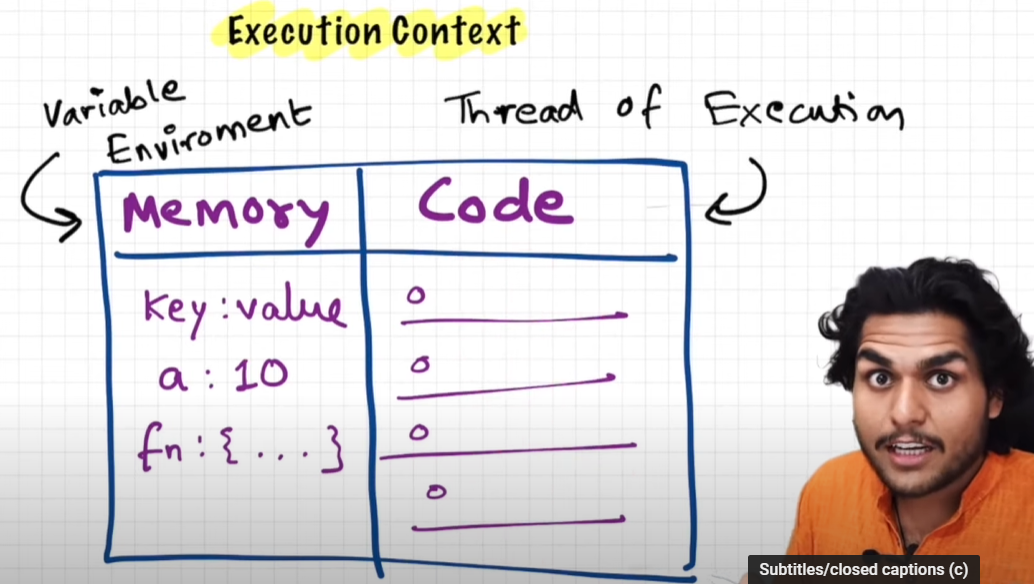 Execution Context
Variable
Enviroment
Thread of Execution
Memory
Code
key : value
a : 10
fn : { ... }
Subtitles/closed captions (c)